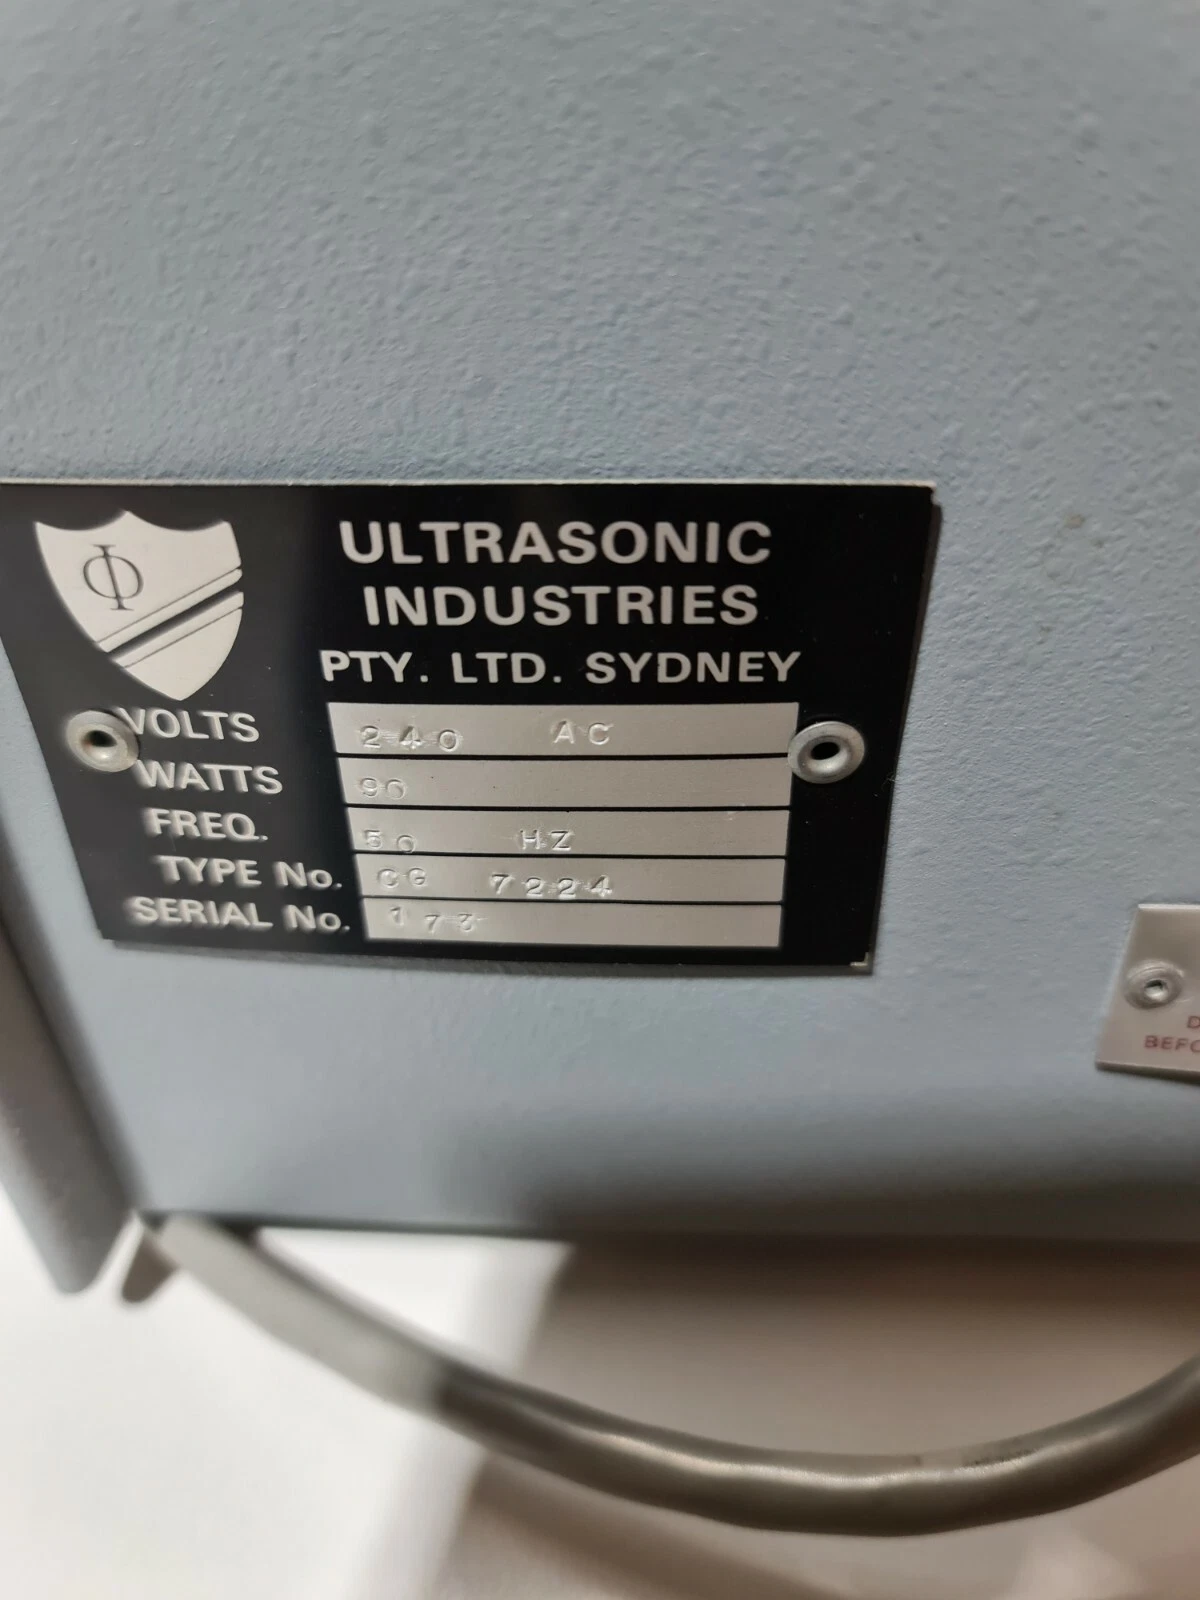 Φ
ULTRASONIC
INDUSTRIES
PTY. LTD. SYDNEY
VOLTS 240 AC
WATTS 90
FREQ. 50 HZ
TYPE No. CG 7224
SERIAL No. 173